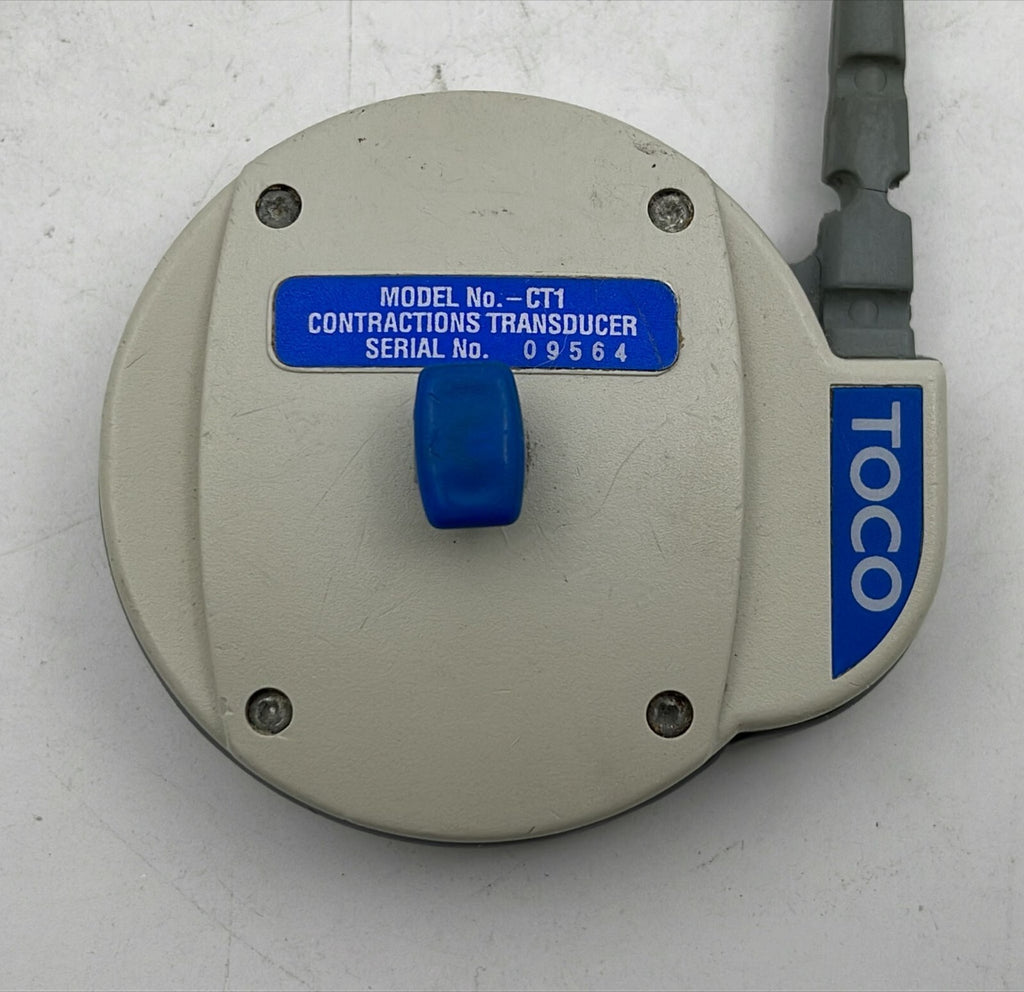 MODEL No.-CT1
CONTRACTIONS TRANSDUCER
SERIAL No. 09564
TOCO